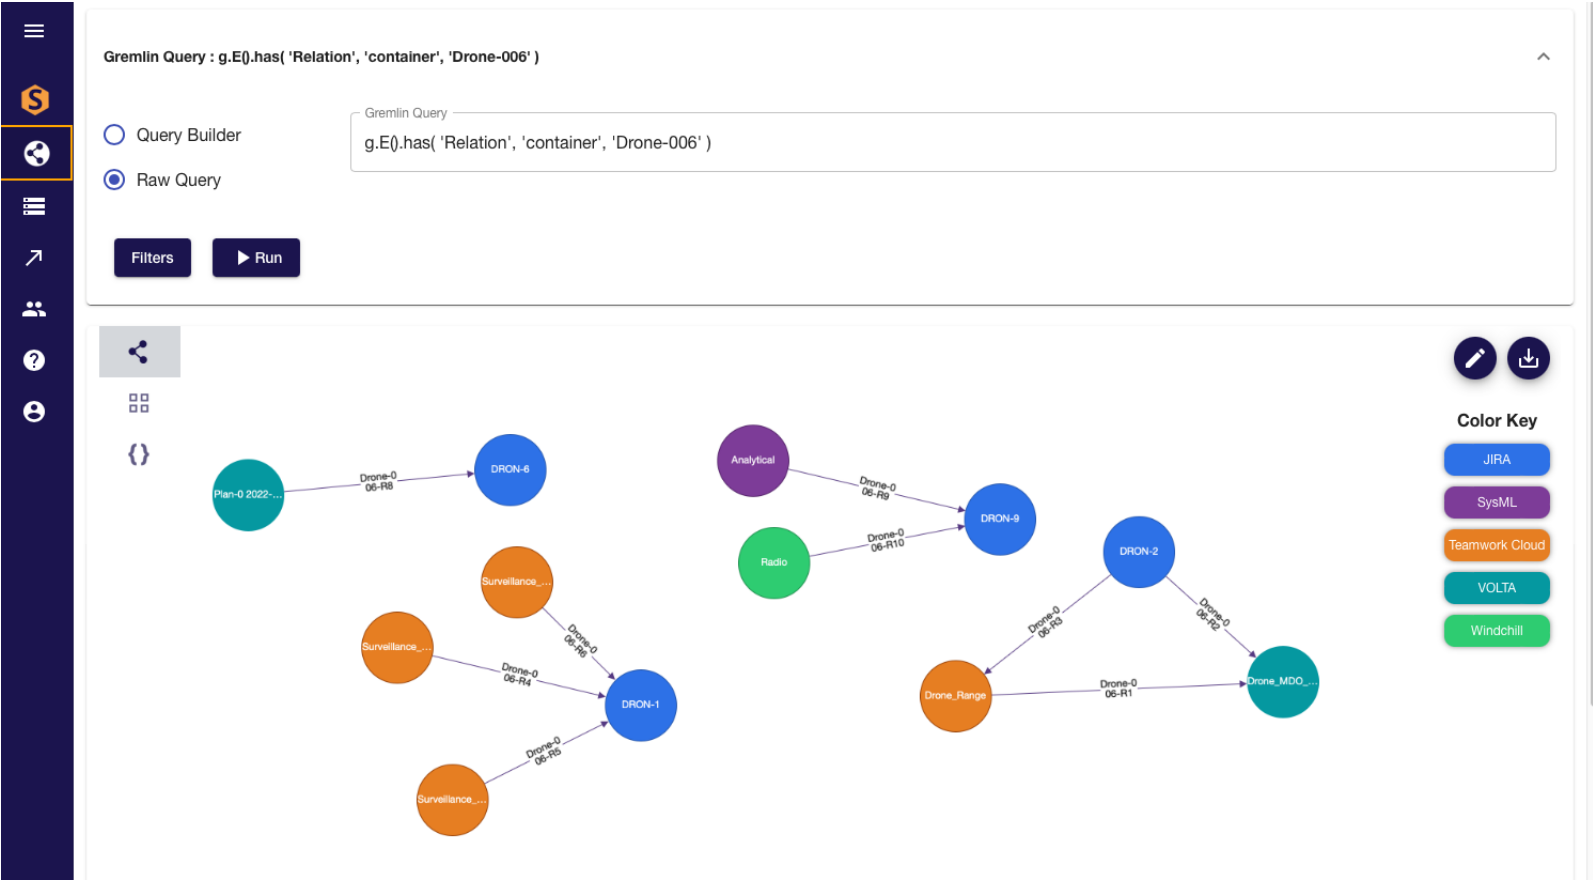 Gremlin Query : g.E().has( 'Relation', 'container', 'Drone-006' )
Gremlin Query
g.E().has( 'Relation', 'container', 'Drone-006' )
Query Builder
Raw Query
Filters
Run
Color Key
JIRA
SysML
Teamwork Cloud
VOLTA
Windchill
Plan-0 2022-...
Drone-0
06-R8
DRON-6
Analytical
Drone-0
06-R9
DRON-9
Radio
Drone-0
06-R10
DRON-2
Drone-0
06-R3
Drone-0
06-R2
Drone_Range
Drone-0
06-R1
Drone_MDO_...
Surveillance_...
Drone-0
06-R6
Surveillance_...
Drone-0
06-R4
DRON-1
Drone-0
06-R5
Surveillance_...